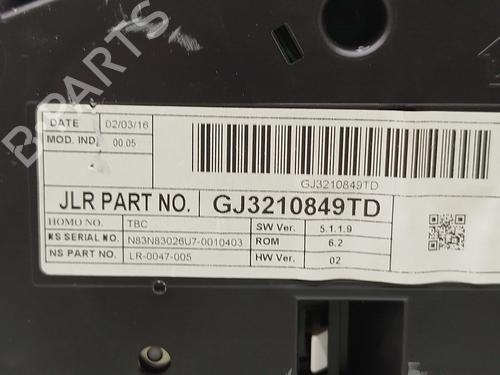 B-PARTS
DATE 02/03/16
MOD. IND. 00.05
GJ3210849TD
JLR PART NO. GJ3210849TD
HOMO NO. TBC SW Ver. 5.1.1.9
NS SERIAL NO. N83N83026U7-0010403 ROM 6.2
NS PART NO. LR-0047-005 HW Ver. 02